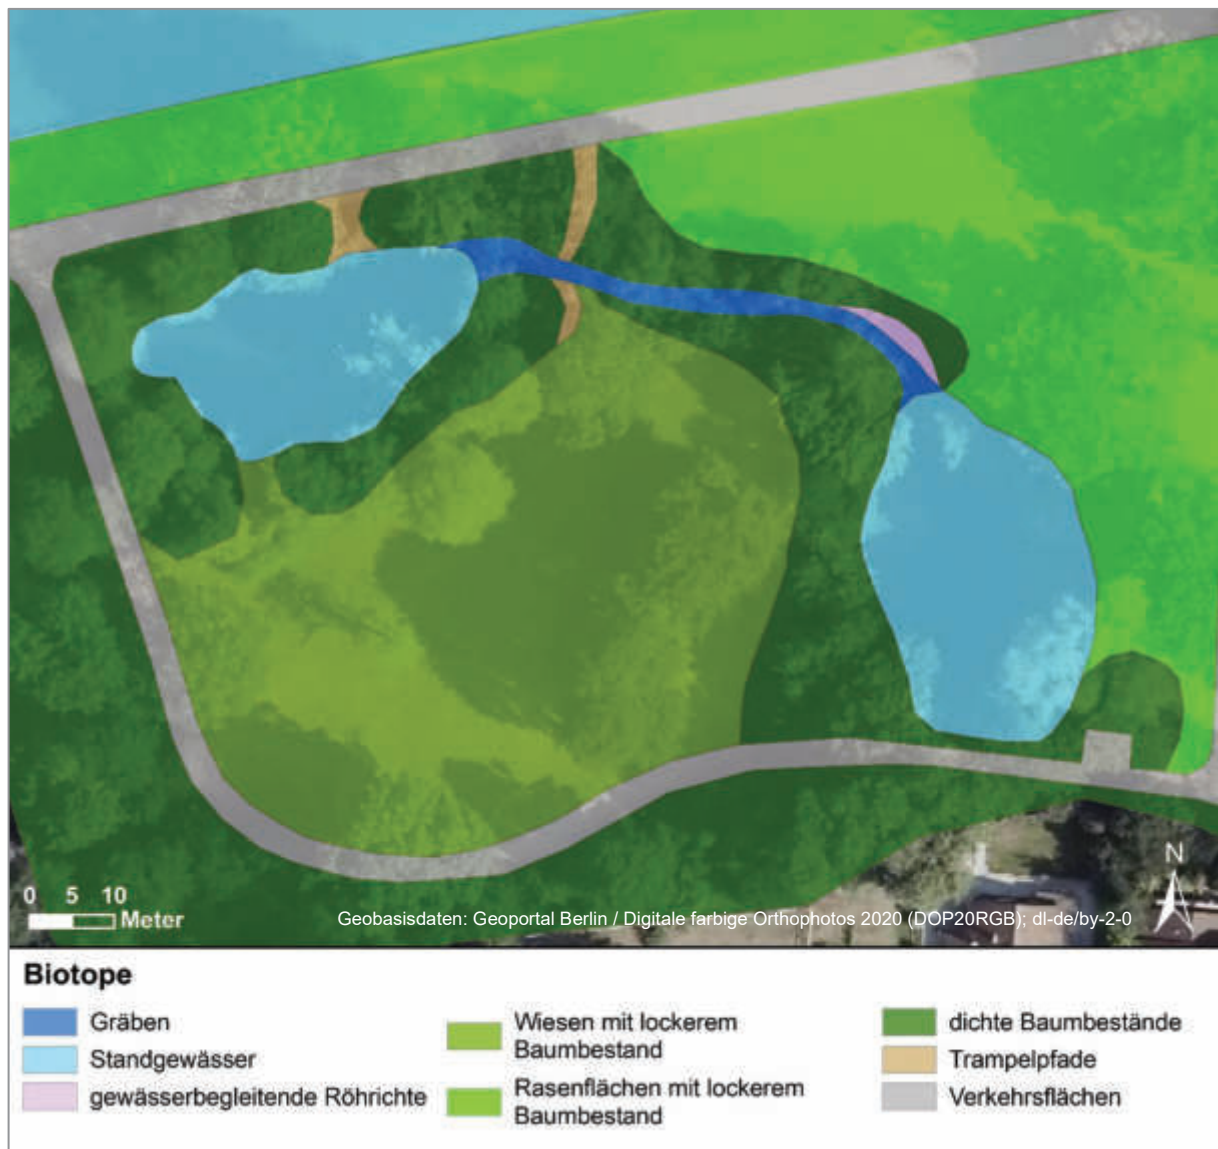 N
0 5 10
Meter
Geobasisdaten: Geoportal Berlin / Digitale farbige Orthophotos 2020 (DOP20RGB); dl-de/by-2-0
Biotope
Gräben
Standgewässer
gewässerbegleitende Röhrichte
Wiesen mit lockerem
Baumbestand
Rasenflächen mit lockerem
Baumbestand
dichte Baumbestände
Trampelpfade
Verkehrsflächen